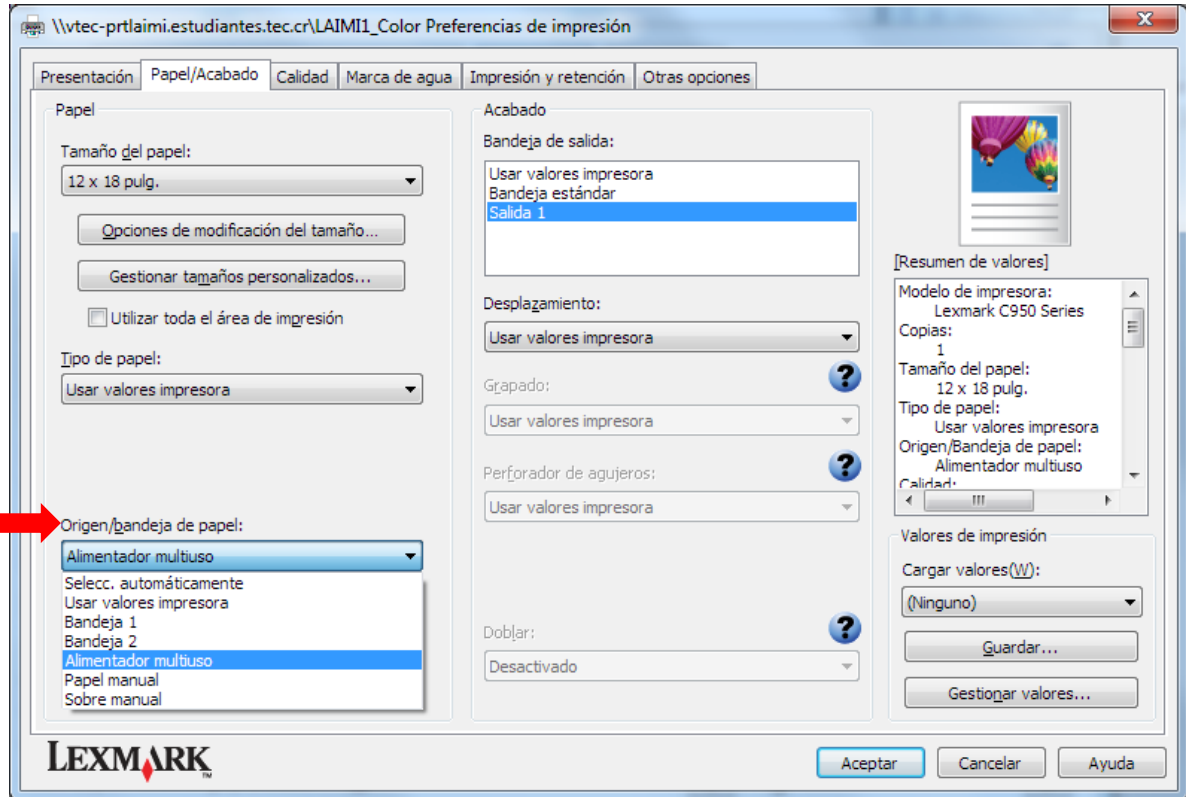 \\vtec-prtlaimi.estudiantes.tec.cr\LAIMI1_Color Preferencias de impresión
Presentación
Papel/Acabado
Calidad
Marca de agua
Impresión y retención
Otras opciones
Papel
Tamaño del papel:
12 x 18 pulg.
Opciones de modificación del tamaño...
Gestionar tamaños personalizados...
Utilizar toda el área de impresión
Tipo de papel:
Usar valores impresora
Origen/bandeja de papel:
Alimentador multiuso
Selecc. automáticamente
Usar valores impresora
Bandeja 1
Bandeja 2
Alimentador multiuso
Papel manual
Sobre manual
Acabado
Bandeja de salida:
Usar valores impresora
Bandeja estándar
Salida 1
Desplazamiento:
Usar valores impresora
Grapado:
Usar valores impresora
Perforador de agujeros:
Usar valores impresora
Doblar:
Desactivado
[Resumen de valores]
Modelo de impresora:
Lexmark C950 Series
Copias:
1
Tamaño del papel:
12 x 18 pulg.
Tipo de papel:
Usar valores impresora
Origen/Bandeja de papel:
Alimentador multiuso
Calidad:
Valores de impresión
Cargar valores(W):
(Ninguno)
Guardar...
Gestionar valores...
LEXMARK™
Aceptar
Cancelar
Ayuda